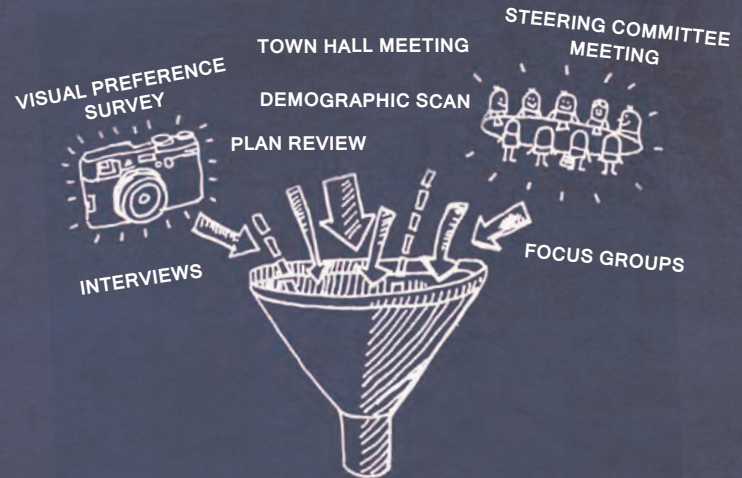 STEERING COMMITTEE
MEETING
TOWN HALL MEETING
VISUAL PREFERENCE
SURVEY
DEMOGRAPHIC SCAN
PLAN REVIEW
INTERVIEWS
FOCUS GROUPS